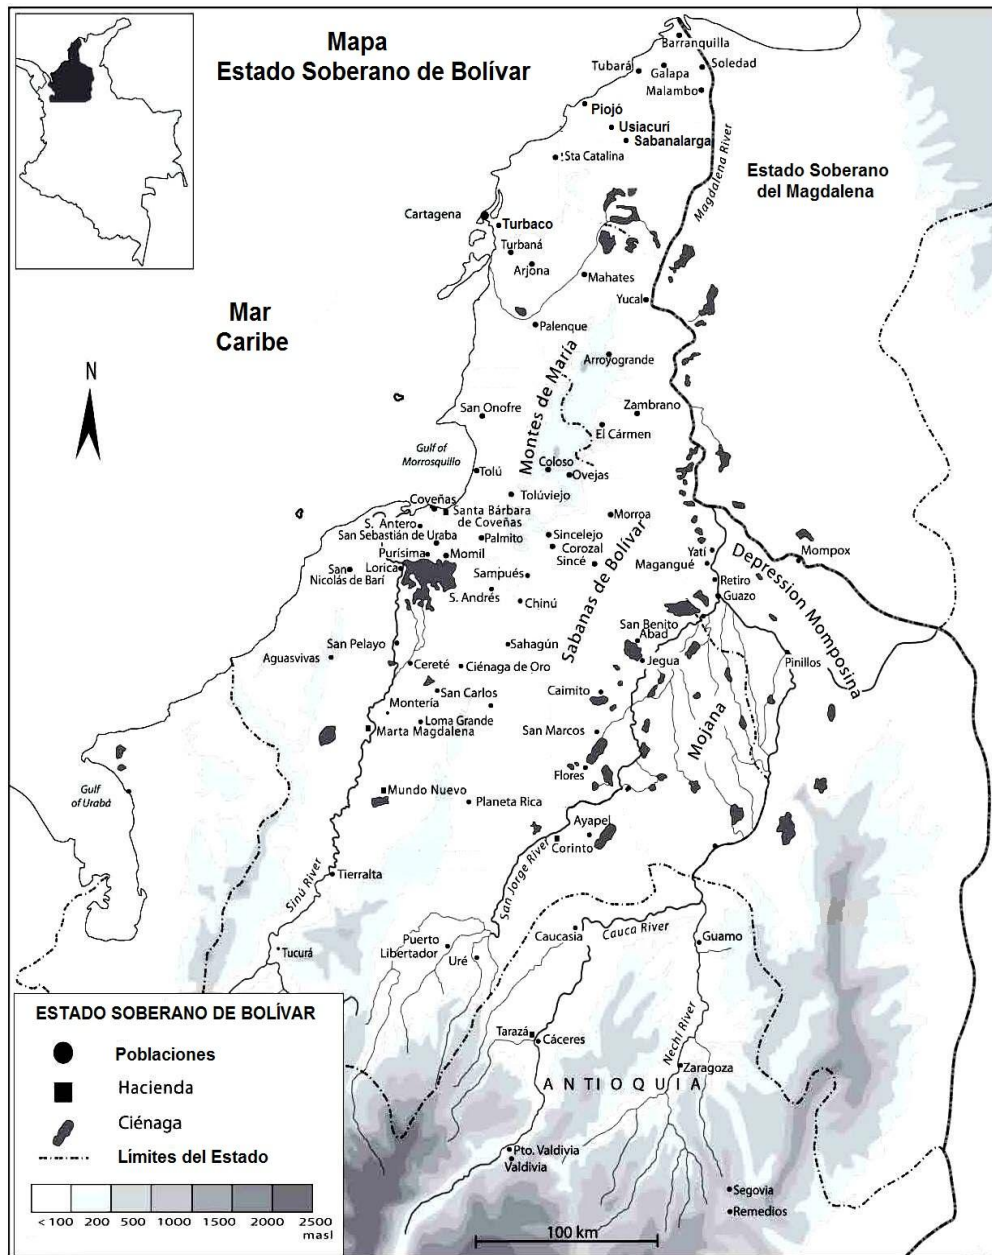 Mapa
Estado Soberano de Bolívar
Barranquilla
Tubará
Galapa
Soledad
Malambo
Piojó
Usiacurí
Sabanalarga
Sta Catalina
Magdalena River
Estado Soberano
del Magdalena
Cartagena
Turbaco
Turbaná
Arjona
Mahates
Yucal
Mar
Caribe
Palenque
Arroyogrande
Montes de María
N
San Onofre
Zambrano
El Cármen
Gulf of
Morrosquillo
Tolú
Coloso
Ovejas
Tolúviejo
Coveñas
Santa Bárbara
de Coveñas
Morroa
S. Antero
San Sebastián de Uraba
Palmito
Sincelejo
Corozal
Sincé
Purísima
Momil
Yatí
Magangué
Mompox
Depression Momposina
San
Nicolás de Barí
Lorica
Sampués
Retiro
Guazo
S. Andrés
Chinú
Sabanas de Bolívar
San Benito
Abad
San Pelayo
Sahagún
Aguasvivas
Cereté
Ciénaga de Oro
Jegua
Pinillos
San Carlos
Caimito
Montería
Loma Grande
Marta Magdalena
San Marcos
Mojana
Flores
Gulf
of Urabá
Mundo Nuevo
Planeta Rica
Ayapel
Corinto
Sinú River
Tierralta
San Jorge River
Cauca River
Caucasia
Guamo
Puerto
Libertador
Uré
Tucurá
Nechí River
Tarazá
Cáceres
Zaragoza
ANTIOQUIA
Pto. Valdivia
Valdivia
Segovia
Remedios
ESTADO SOBERANO DE BOLÍVAR
Poblaciones
Hacienda
Ciénaga
Límites del Estado
< 100 200 500 1000 1500 2000 2500
masl
100 km